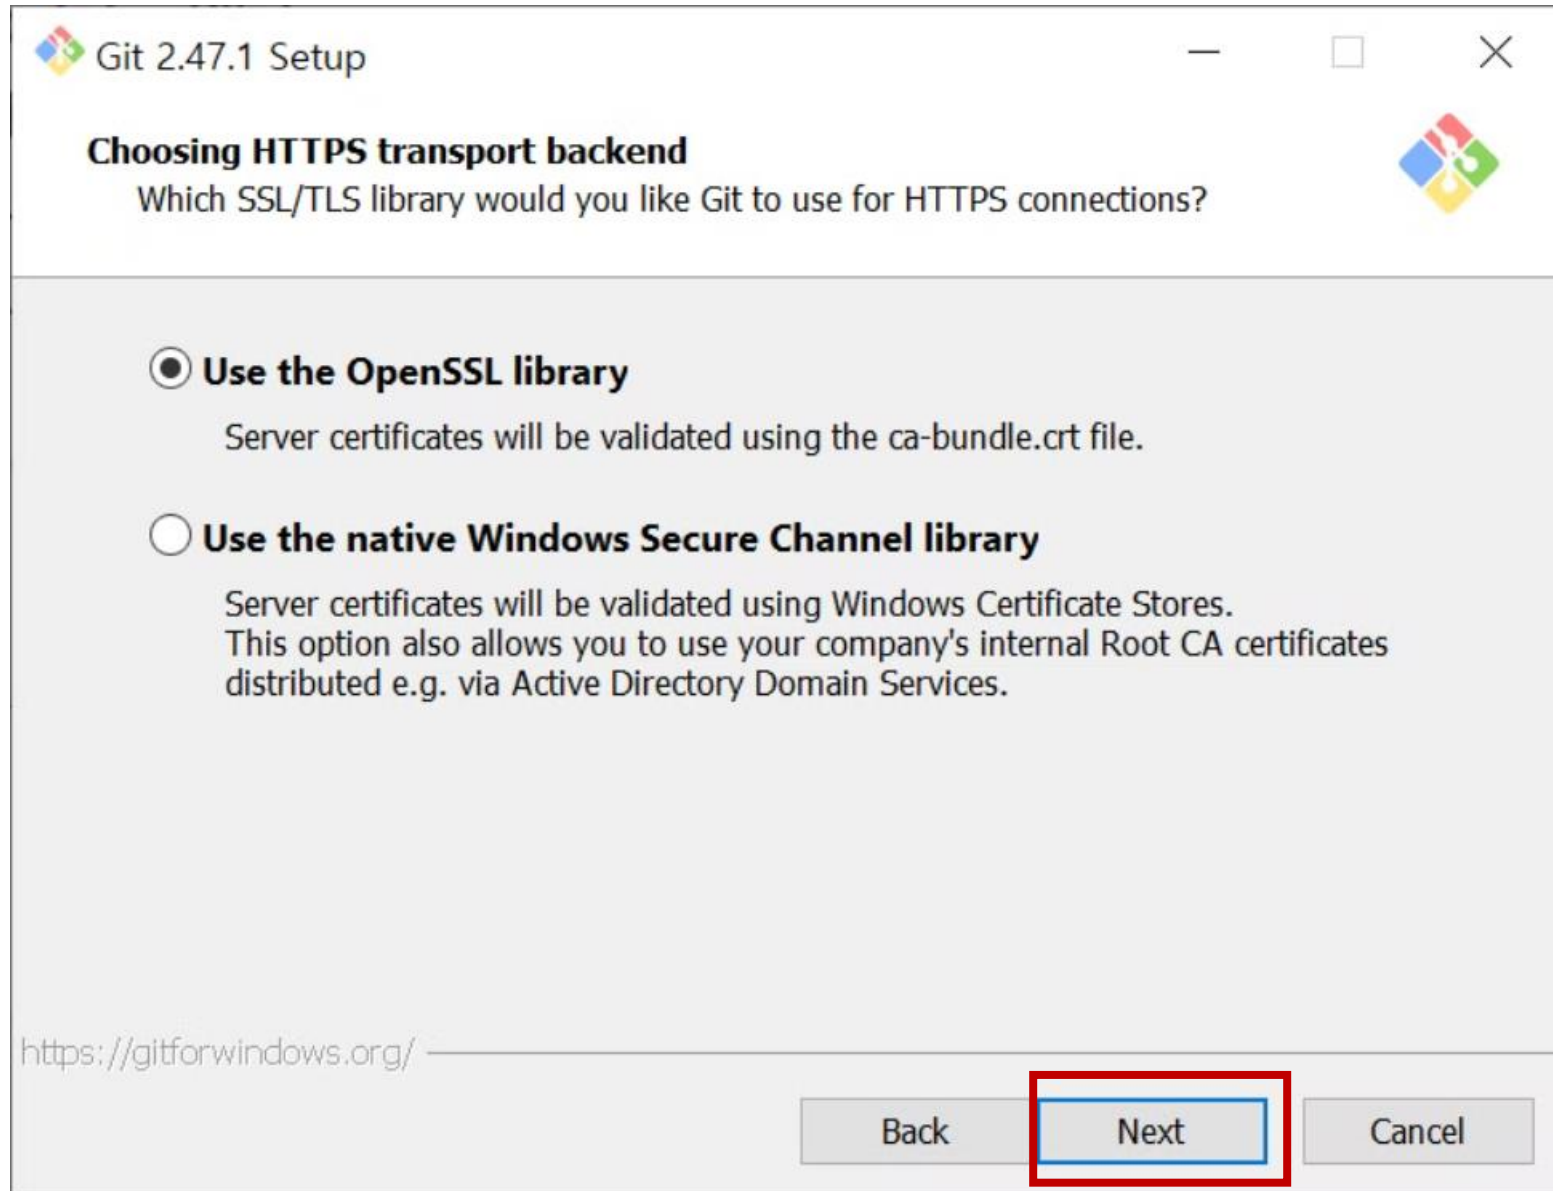 Git 2.47.1 Setup
Choosing HTTPS transport backend
Which SSL/TLS library would you like Git to use for HTTPS connections?
Use the OpenSSL library
Server certificates will be validated using the ca-bundle.crt file.
Use the native Windows Secure Channel library
Server certificates will be validated using Windows Certificate Stores.
This option also allows you to use your company's internal Root CA certificates
distributed e.g. via Active Directory Domain Services.
https://gitforwindows.org/
Back Next Cancel